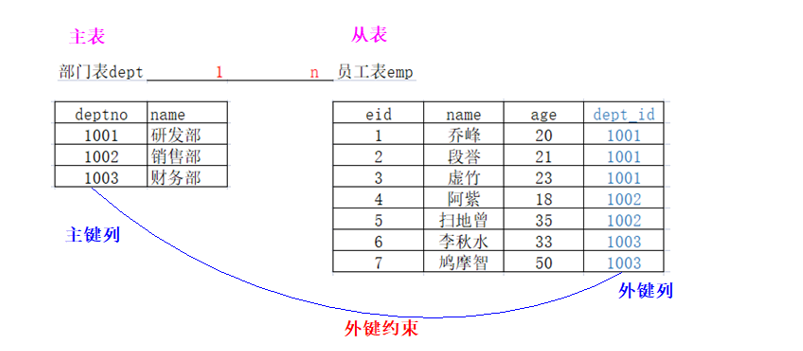 主表 从表
部门表dept 1 n 员工表emp
deptno name eid name age dept_id
1001 研发部 1 乔峰 20 1001
1002 销售部 2 段誉 21 1001
1003 财务部 3 虚竹 23 1001
4 阿紫 18 1002
5 扫地曾 35 1002
6 李秋水 33 1003
7 鸠摩智 50 1003
主键列
外键列
外键约束